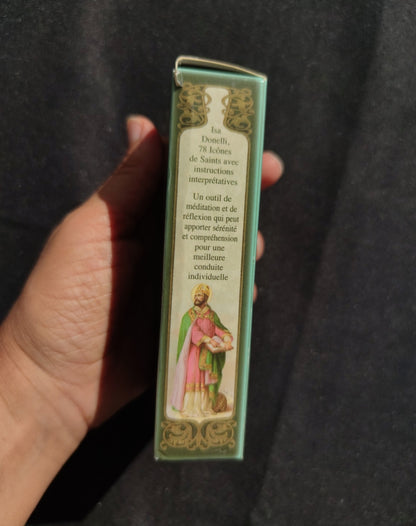 Isa
Donelli,
78 Icônes
de Saints avec
instructions
interprétatives
Un outil de
méditation et de
réflexion qui peut
apporter sérénité
et compréhension
pour une
meilleure
conduite
individuelle